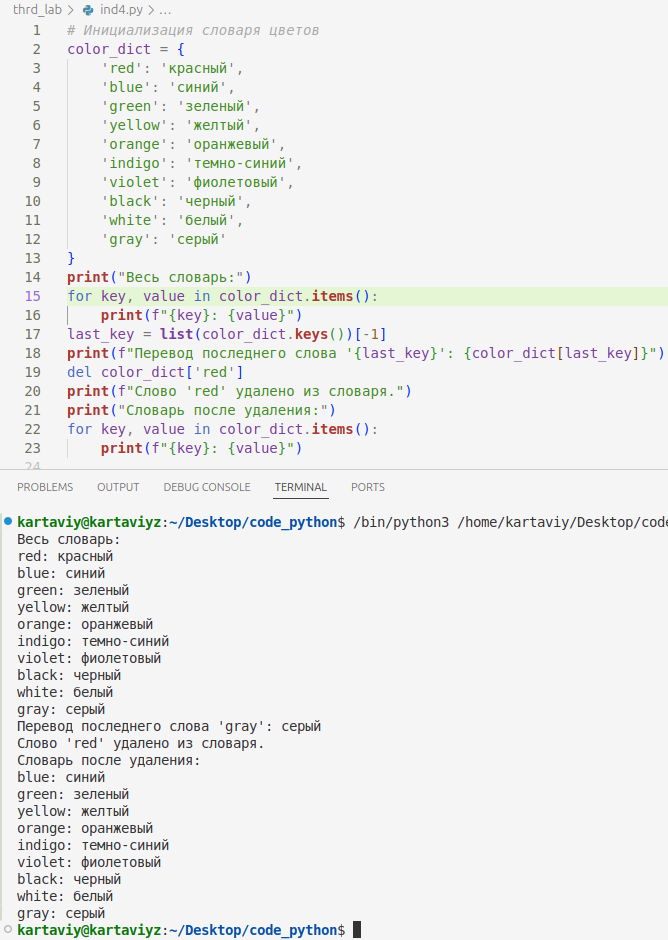 thrd_lab > ind4.py > ...
1 # Инициализация словаря цветов
2 color_dict = {
3     'red': 'красный',
4     'blue': 'синий',
5     'green': 'зеленый',
6     'yellow': 'желтый',
7     'orange': 'оранжевый',
8     'indigo': 'темно-синий',
9     'violet': 'фиолетовый',
10     'black': 'черный',
11     'white': 'белый',
12     'gray': 'серый'
13 }
14 print("Весь словарь:")
15 for key, value in color_dict.items():
16     print(f"{key}: {value}")
17 last_key = list(color_dict.keys())[-1]
18 print(f"Перевод последнего слова '{last_key}': {color_dict[last_key]}")
19 del color_dict['red']
20 print(f"Слово 'red' удалено из словаря.")
21 print("Словарь после удаления:")
22 for key, value in color_dict.items():
23     print(f"{key}: {value}")
24
PROBLEMS OUTPUT DEBUG CONSOLE TERMINAL PORTS
kartaviy@kartaviyz:~/Desktop/code_python$ /bin/python3 /home/kartaviy/Desktop/code
Весь словарь:
red: красный
blue: синий
green: зеленый
yellow: желтый
orange: оранжевый
indigo: темно-синий
violet: фиолетовый
black: черный
white: белый
gray: серый
Перевод последнего слова 'gray': серый
Слово 'red' удалено из словаря.
Словарь после удаления:
blue: синий
green: зеленый
yellow: желтый
orange: оранжевый
indigo: темно-синий
violet: фиолетовый
black: черный
white: белый
gray: серый
kartaviy@kartaviyz:~/Desktop/code_python$